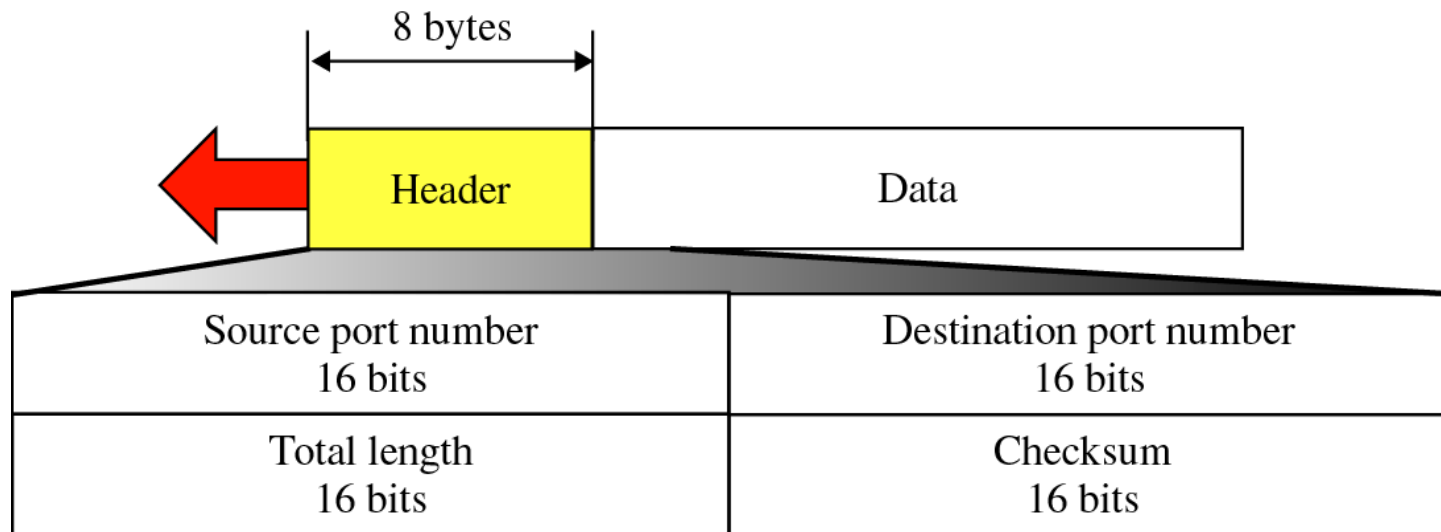 8 bytes
Header
Data
Source port number
16 bits
Destination port number
16 bits
Total length
16 bits
Checksum
16 bits